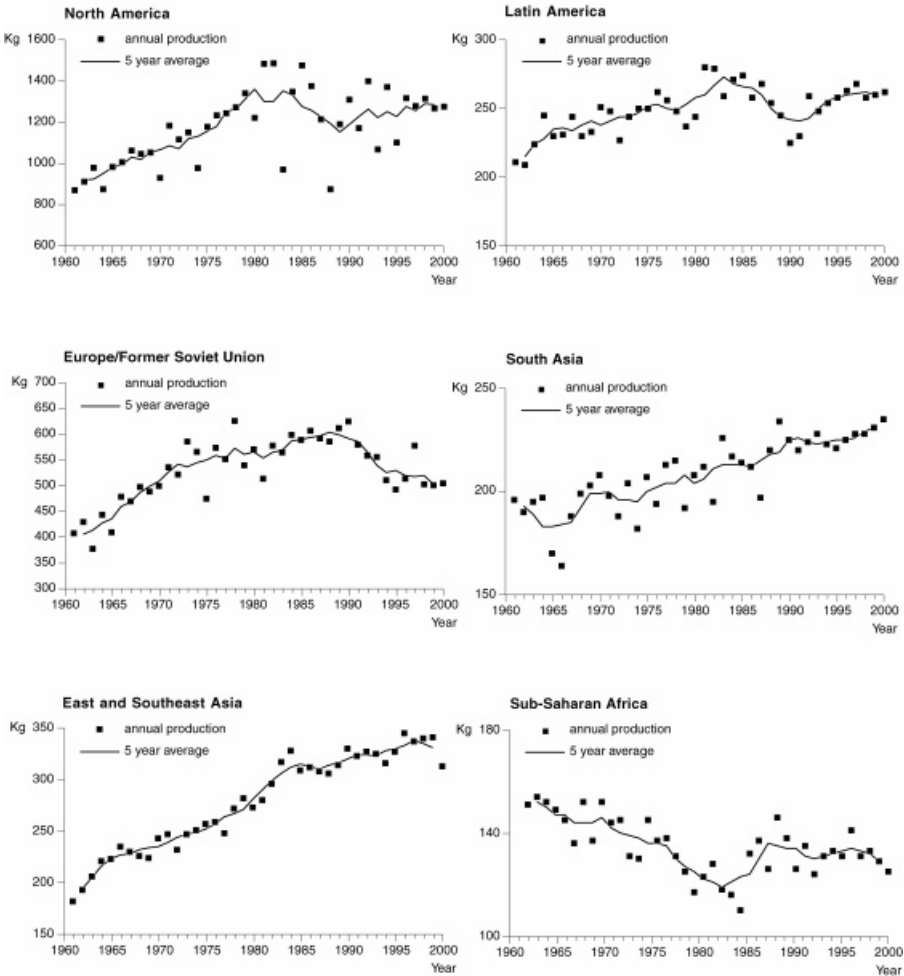 North America
Kg 1600
annual production
5 year average
1400
1200
1000
800
600
1960 1965 1970 1975 1980 1985 1990 1995 2000
Year
Latin America
Kg 300
annual production
5 year average
250
200
150
1960 1965 1970 1975 1980 1985 1990 1995 2000
Year
Europe/Former Soviet Union
Kg 700
annual production
650
5 year average
600
550
500
450
400
350
300
1960 1965 1970 1975 1980 1985 1990 1995 2000
Year
South Asia
Kg 250
annual production
5 year average
200
150
1960 1965 1970 1975 1980 1985 1990 1995 2000
Year
East and Southeast Asia
Kg 350
annual production
5 year average
300
250
200
150
1960 1965 1970 1975 1980 1985 1990 1995 2000
Year
Sub-Saharan Africa
Kg 180
annual production
5 year average
140
100
1960 1965 1970 1975 1980 1985 1990 1995 2000
Year